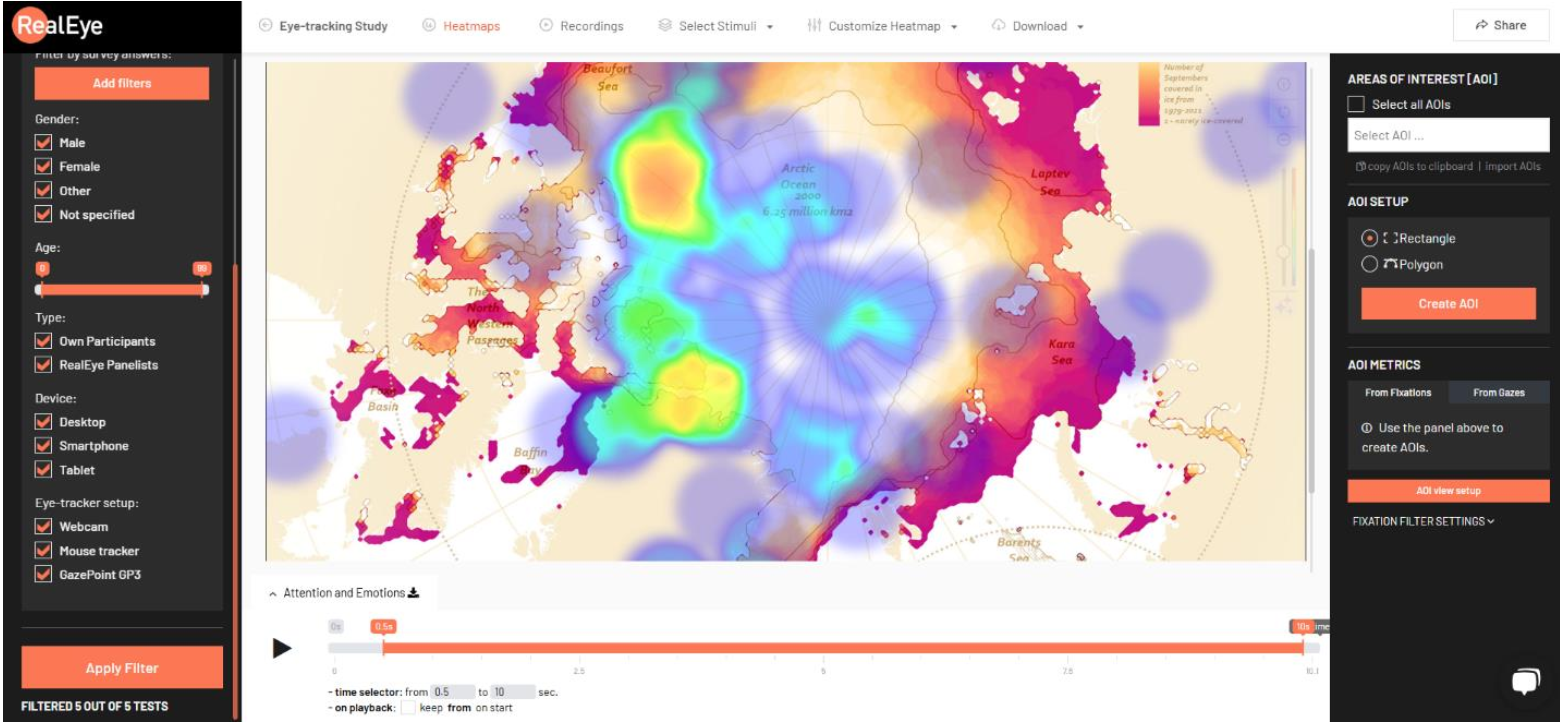 RealEye
Eye-tracking Study
Heatmaps
Recordings
Select Stimuli
Customize Heatmap
Download
Share
Filter by survey answers:
Add filters
Gender:
Male
Female
Other
Not specified
Age:
0
99
Type:
Own Participants
RealEye Panelists
Device:
Desktop
Smartphone
Tablet
Eye-tracker setup:
Webcam
Mouse tracker
GazePoint GP3
Apply Filter
FILTERED 5 OUT OF 5 TESTS
Beaufort
Sea
Number of
Septembers
covered in
ice from
1979-2021
1 - rarely ice-covered
Arctic
Ocean
2000
6.25 million km2
Laptev
Sea
The
North
Western
Passages
Kara
Sea
Foxe
Basin
Baffin
Bay
Barents
Sea
Attention and Emotions
0s
0.5s
10s
ime
0
2.5
5
7.5
10.1
- time selector: from 0.5 to 10 sec.
- on playback: keep from on start
AREAS OF INTEREST [AOI]
Select all AOIs
Select AOI ...
copy AOIs to clipboard | import AOIs
AOI SETUP
Rectangle
Polygon
Create AOI
AOI METRICS
From Fixations
From Gazes
Use the panel above to
create AOIs.
AOI view setup
FIXATION FILTER SETTINGS